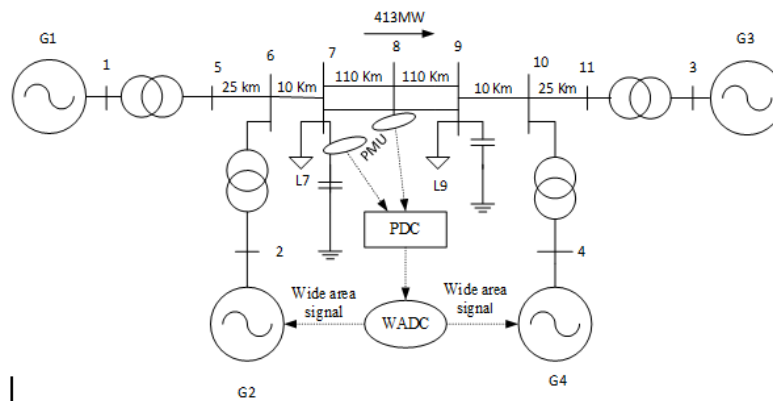 413MW
G1
G3
1
5
6
7
8
9
10
11
3
25 Km
10 Km
110 Km
110 Km
10 Km
25 Km
L7
PMU
L9
PDC
2
4
Wide area
signal
WADC
Wide area
signal
G2
G4